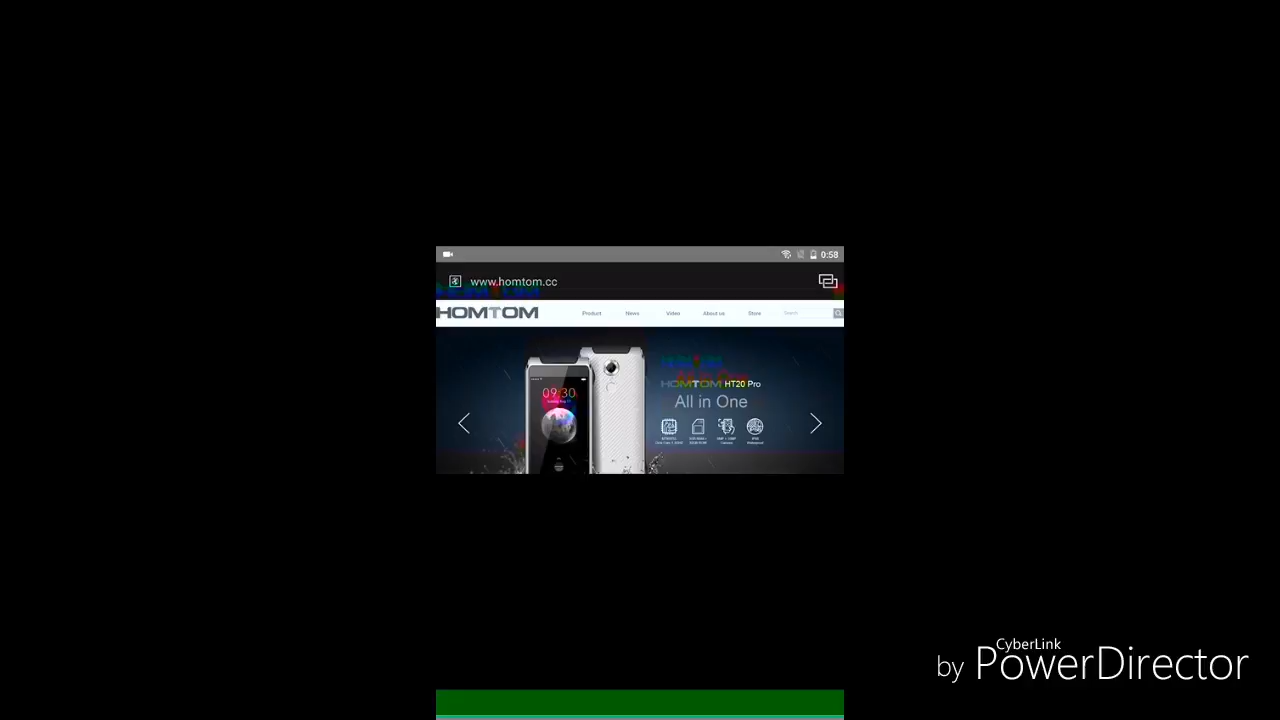 0:58
www.homtom.cc
HOMTOM
Product News Video About us Store Search
09:30
HOMTOM HT20 Pro
All in One
CyberLink
by PowerDirector